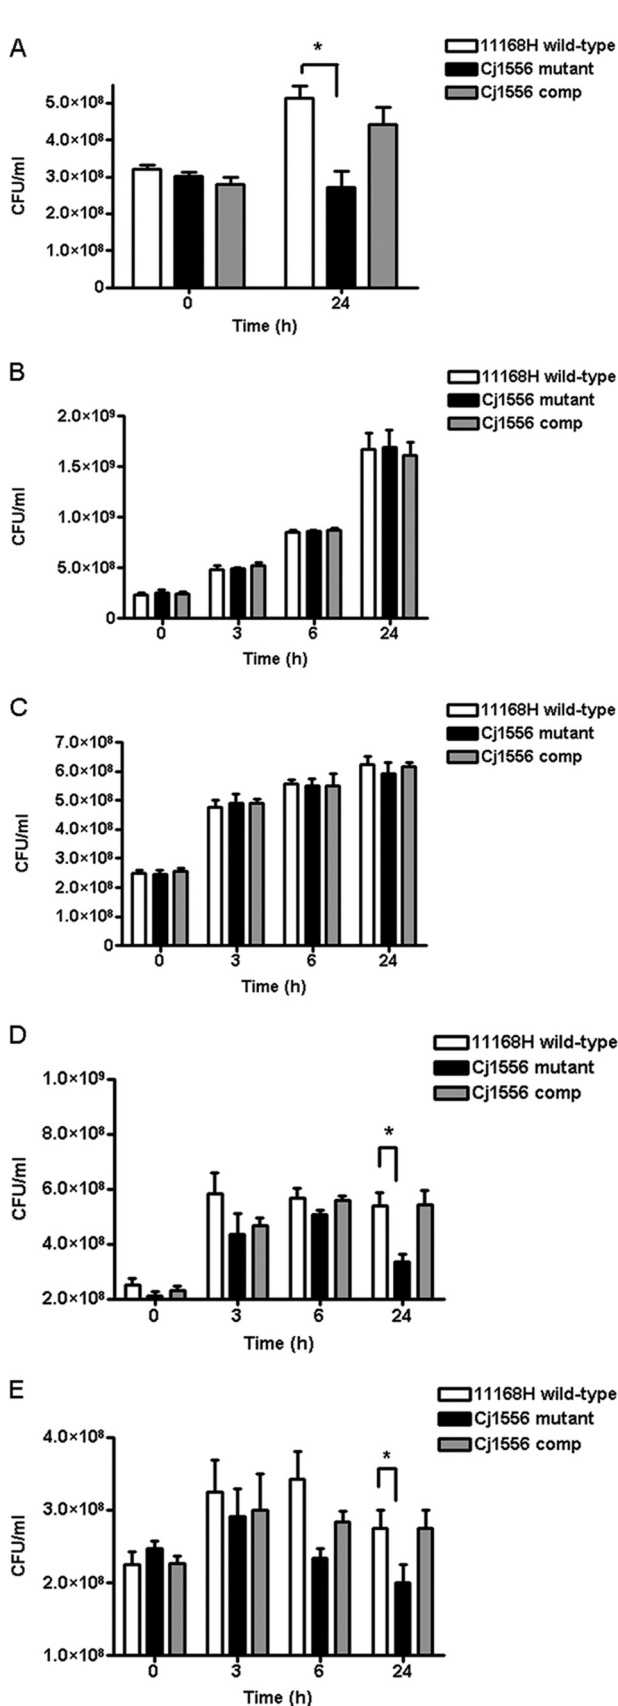 A
*
11168H wild-type
Cj1556 mutant
Cj1556 comp
CFU/ml
5.0×10⁸
4.0×10⁸
3.0×10⁸
2.0×10⁸
1.0×10⁸
0
0 24
Time (h)
B
11168H wild-type
Cj1556 mutant
Cj1556 comp
CFU/ml
2.0×10⁹
1.5×10⁹
1.0×10⁹
5.0×10⁸
0
0 3 6 24
Time (h)
C
11168H wild-type
Cj1556 mutant
Cj1556 comp
CFU/ml
7.0×10⁸
6.0×10⁸
5.0×10⁸
4.0×10⁸
3.0×10⁸
2.0×10⁸
1.0×10⁸
0
0 3 6 24
Time (h)
D
11168H wild-type
Cj1556 mutant
Cj1556 comp
CFU/ml
1.0×10⁹
8.0×10⁸
6.0×10⁸
4.0×10⁸
2.0×10⁸
*
0 3 6 24
Time (h)
E
11168H wild-type
Cj1556 mutant
Cj1556 comp
CFU/ml
4.0×10⁸
3.0×10⁸
2.0×10⁸
1.0×10⁸
*
0 3 6 24
Time (h)